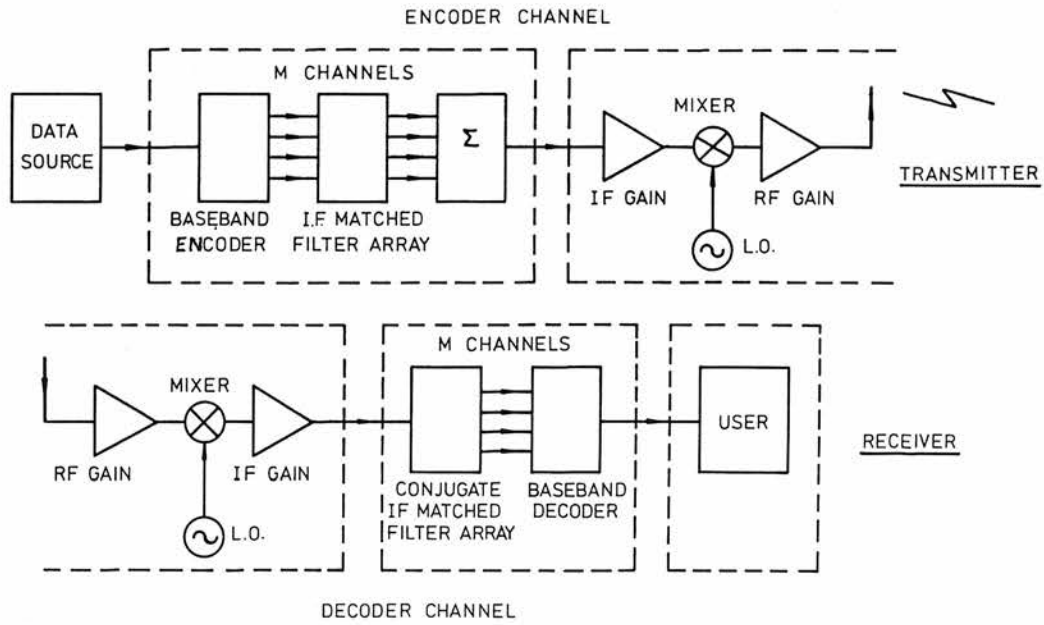 ENCODER CHANNEL
M CHANNELS
DATA
SOURCE
Σ
MIXER
BASEBAND
ENCODER
I.F. MATCHED
FILTER ARRAY
IF GAIN
RF GAIN
L.O.
TRANSMITTER
M CHANNELS
MIXER
USER
RECEIVER
RF GAIN
IF GAIN
L.O.
CONJUGATE
IF MATCHED
FILTER ARRAY
BASEBAND
DECODER
DECODER CHANNEL